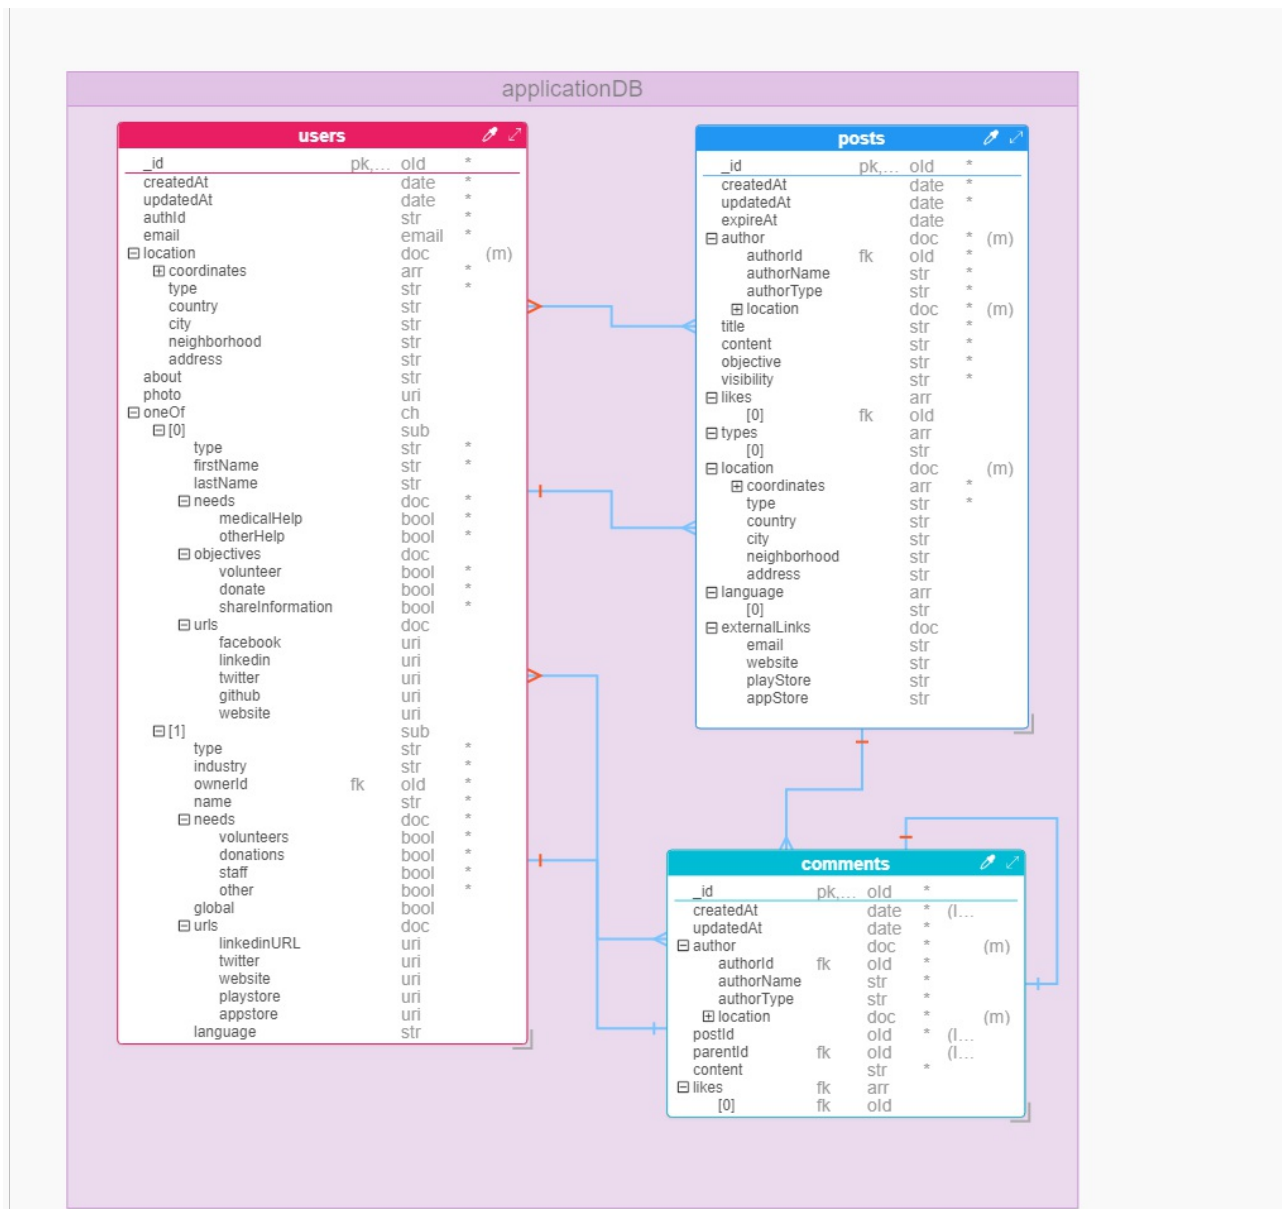 applicationDB
users
_id pk,... oId *
createdAt date *
updatedAt date *
authId str *
email email *
location doc (m)
coordinates arr *
type str *
country str
city str
neighborhood str
address str
about str
photo uri
oneOf ch
[0] sub
type str *
firstName str *
lastName str
needs doc *
medicalHelp bool *
otherHelp bool *
objectives doc
volunteer bool *
donate bool *
shareInformation bool *
urls doc
facebook uri
linkedin uri
twitter uri
github uri
website uri
[1] sub
type str *
industry str *
ownerId fk oId *
name str *
needs doc *
volunteers bool *
donations bool *
staff bool *
other bool *
global bool
urls doc
linkedinURL uri
twitter uri
website uri
playstore uri
appstore uri
language str
posts
_id pk,... oId *
createdAt date *
updatedAt date *
expireAt date
author doc * (m)
authorId fk oId *
authorName str *
authorType str *
location doc * (m)
title str *
content str *
objective str *
visibility str *
likes arr
[0] fk oId
types arr
[0] str
location doc (m)
coordinates arr *
type str *
country str
city str
neighborhood str
address str
language arr
[0] str
externalLinks doc
email str
website str
playStore str
appStore str
comments
_id pk,... oId *
createdAt date * (I...
updatedAt date *
author doc * (m)
authorId fk oId *
authorName str *
authorType str *
location doc * (m)
postId oId * (I...
parentId fk oId (I...
content str *
likes fk arr
[0] fk oId